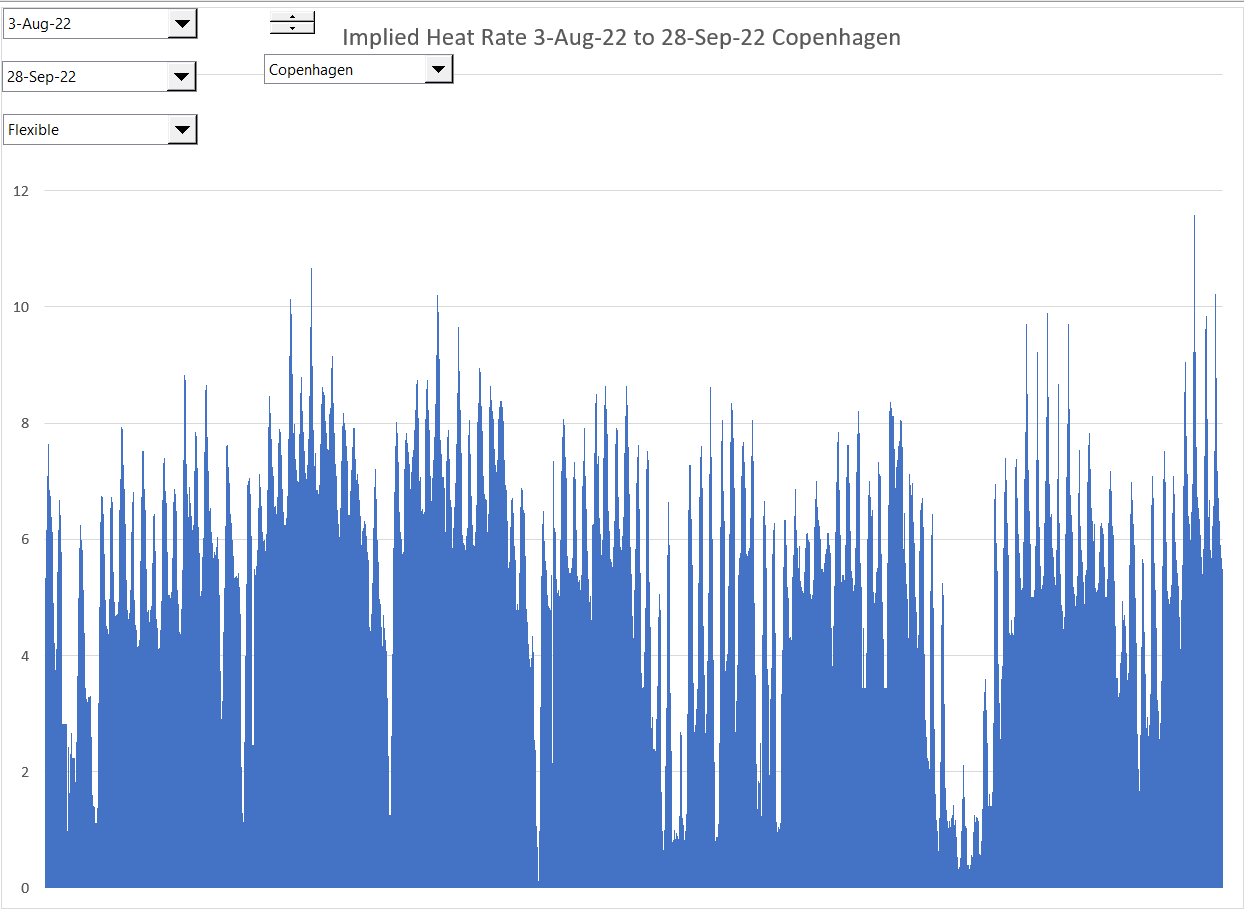 3-Aug-22
Implied Heat Rate 3-Aug-22 to 28-Sep-22 Copenhagen
28-Sep-22
Copenhagen
Flexible
12
10
8
6
4
2
0